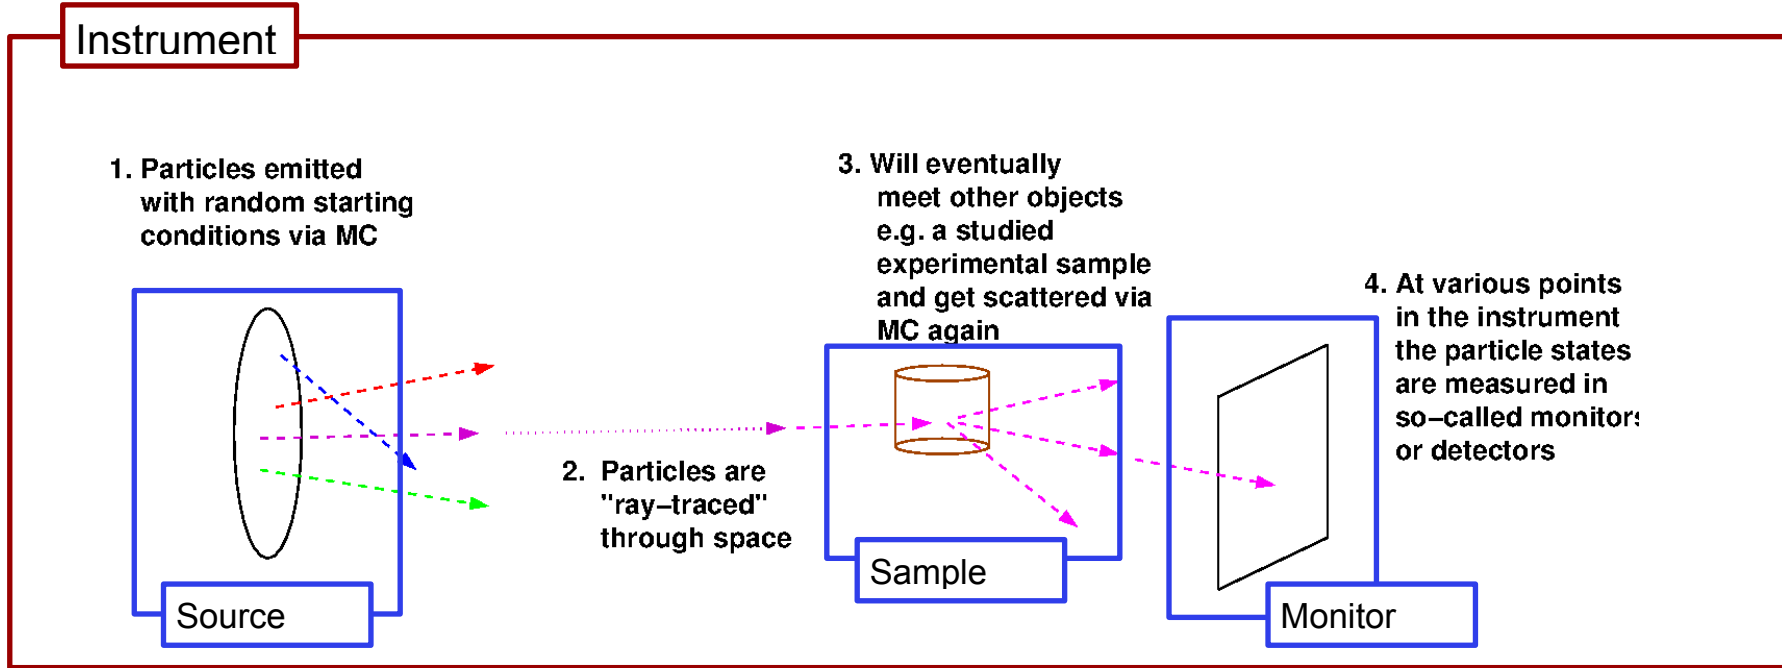 Instrument
1. Particles emitted
with random starting
conditions via MC
Source
2. Particles are
"ray–traced"
through space
3. Will eventually
meet other objects
e.g. a studied
experimental sample
and get scattered via
MC again
Sample
4. At various points
in the instrument
the particle states
are measured in
so–called monitors
or detectors
Monitor